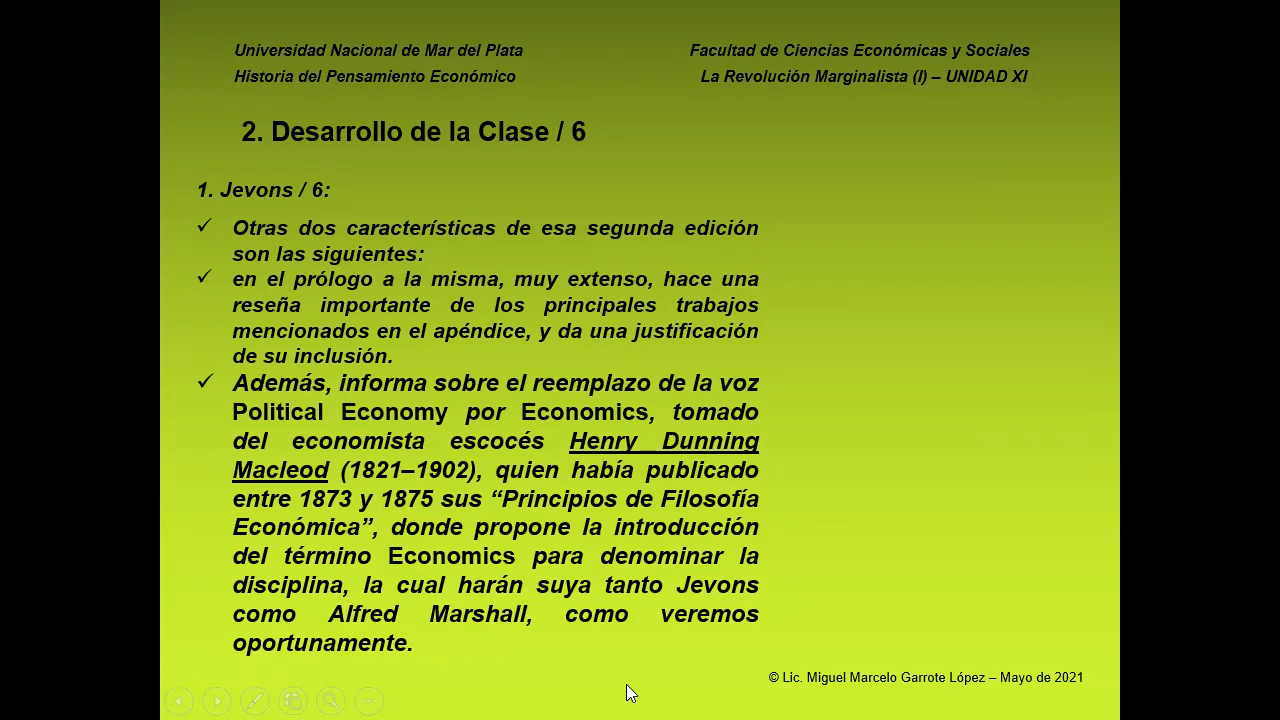 Universidad Nacional de Mar del Plata
Facultad de Ciencias Económicas y Sociales
Historia del Pensamiento Económico
La Revolución Marginalista (I) – UNIDAD XI
2. Desarrollo de la Clase / 6
1. Jevons / 6:
✓ Otras dos características de esa segunda edición
son las siguientes:
✓ en el prólogo a la misma, muy extenso, hace una
reseña importante de los principales trabajos
mencionados en el apéndice, y da una justificación
de su inclusión.
✓ Además, informa sobre el reemplazo de la voz
Political Economy por Economics, tomado
del economista escocés Henry Dunning
Macleod (1821–1902), quien había publicado
entre 1873 y 1875 sus “Principios de Filosofía
Económica”, donde propone la introducción
del término Economics para denominar la
disciplina, la cual harán suya tanto Jevons
como Alfred Marshall, como veremos
oportunamente.
© Lic. Miguel Marcelo Garrote López – Mayo de 2021